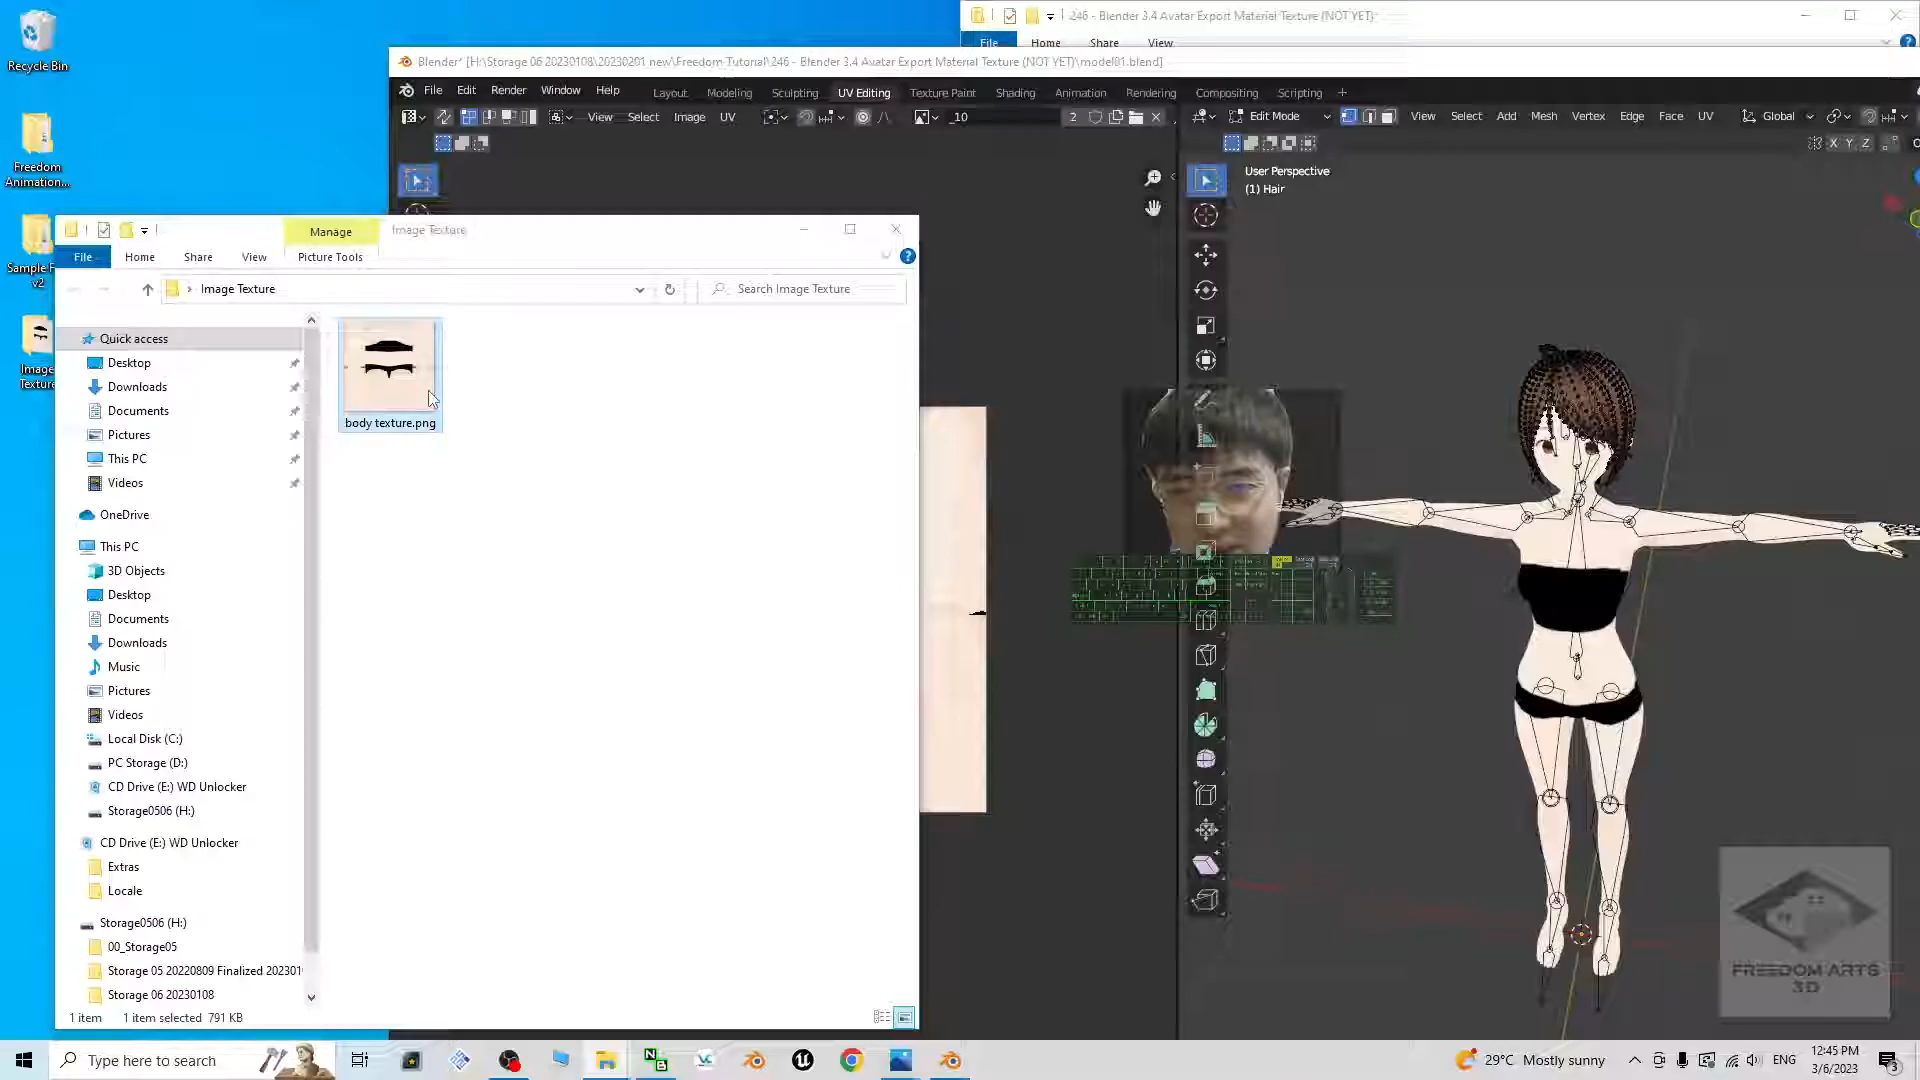 Recycle Bin
Freedom
Animation...
Sample F
v2
Image
Texture
246 - Blender 3.4 Avatar Export Material Texture (NOT YET)
File Home Share View
Blender* [H:\Storage 06 20230108\20230201 new\Freedom Tutorial\246 - Blender 3.4 Avatar Export Material Texture (NOT YET)\model01.blend]
File Edit Render Window Help
Layout Modeling Sculpting UV Editing Texture Paint Shading Animation Rendering Compositing Scripting +
View Select Image UV
_10 2
Edit Mode View Select Add Mesh Vertex Edge Face UV Global
X Y Z
User Perspective
(1) Hair
Manage Image Texture
File Home Share View Picture Tools
Image Texture
Search Image Texture
body texture.png
Quick access
Desktop
Downloads
Documents
Pictures
This PC
Videos
OneDrive
This PC
3D Objects
Desktop
Documents
Downloads
Music
Pictures
Videos
Local Disk (C:)
PC Storage (D:)
CD Drive (E:) WD Unlocker
Storage0506 (H:)
CD Drive (E:) WD Unlocker
Extras
Locale
Storage0506 (H:)
00_Storage05
Storage 05 20220809 Finalized 202301
Storage 06 20230108
1 item 1 item selected 791 KB
FREEDOM ARTS
3D
Type here to search
29°C Mostly sunny
ENG
12:45 PM
3/6/2023
3